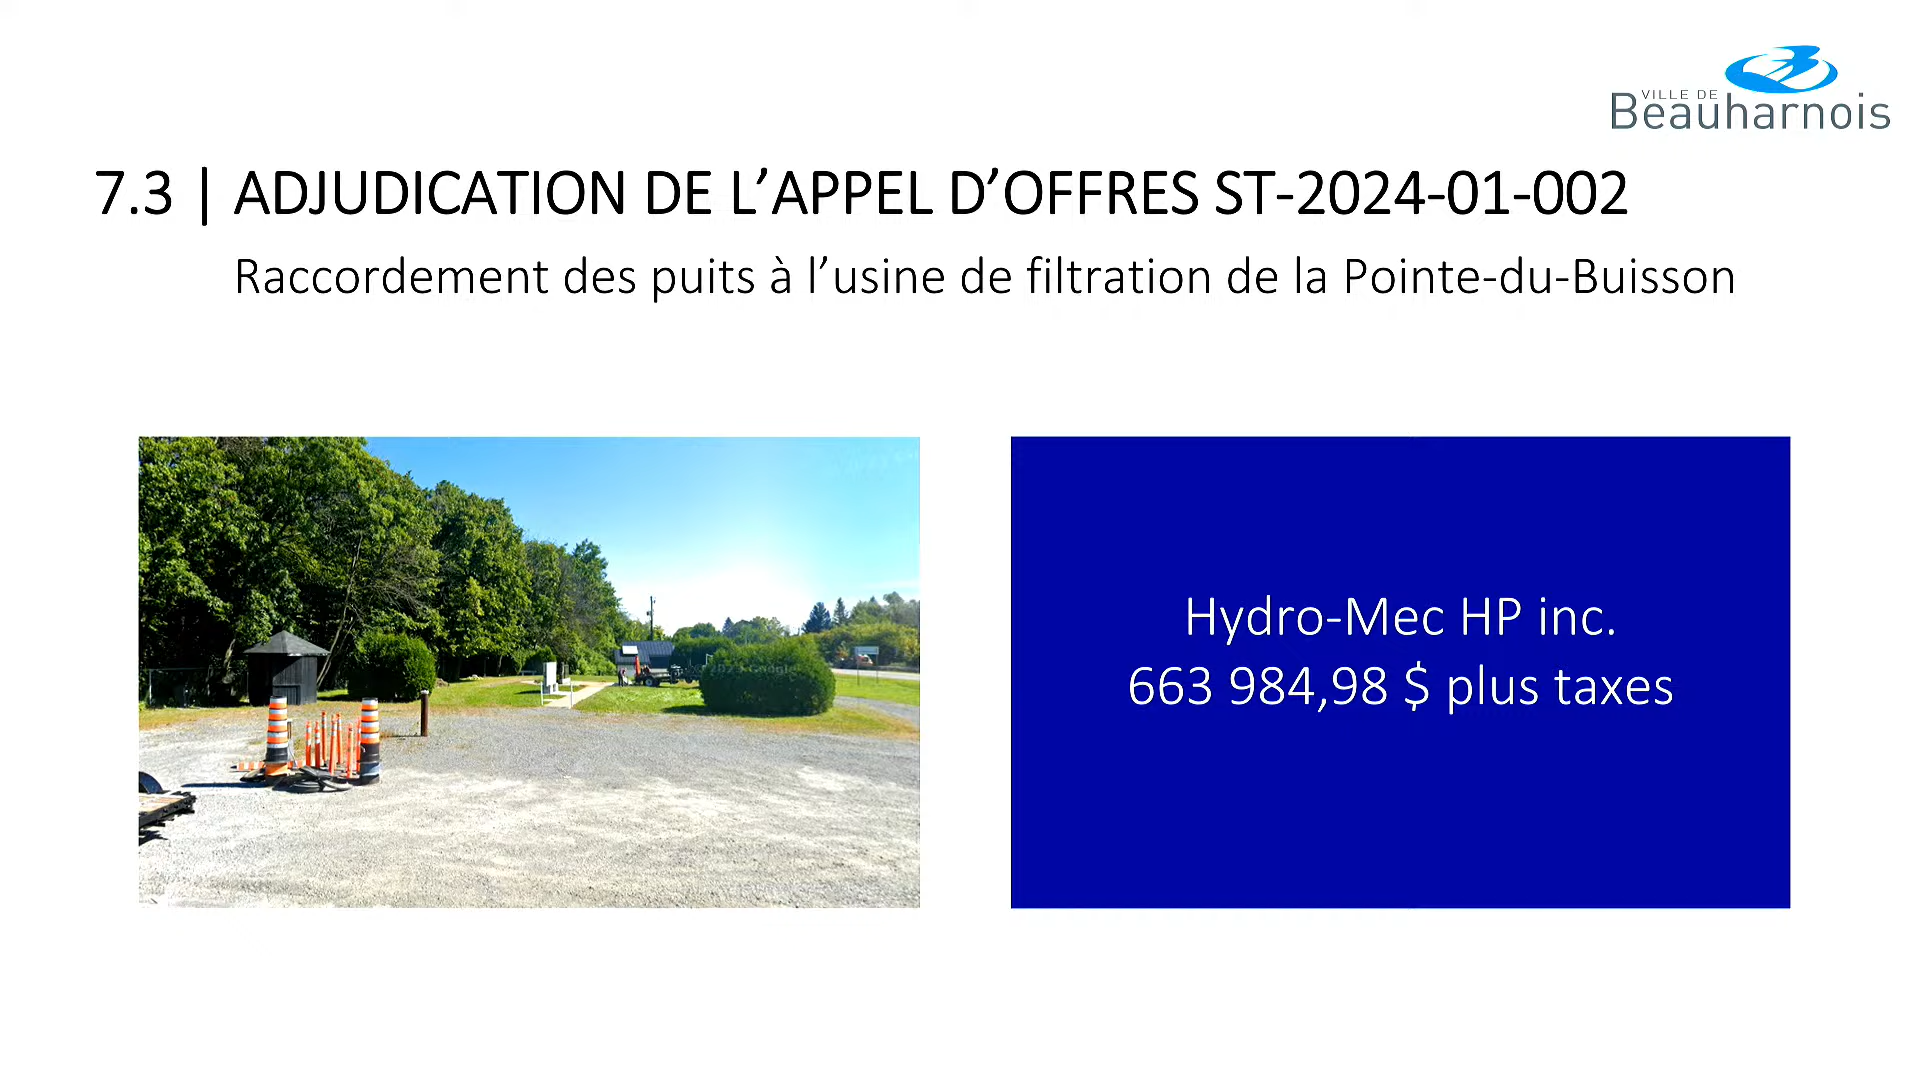 VILLE DE
Beauharnois
7.3 | ADJUDICATION DE L’APPEL D’OFFRES ST-2024-01-002
Raccordement des puits à l’usine de filtration de la Pointe-du-Buisson
Hydro-Mec HP inc.
663 984,98 $ plus taxes